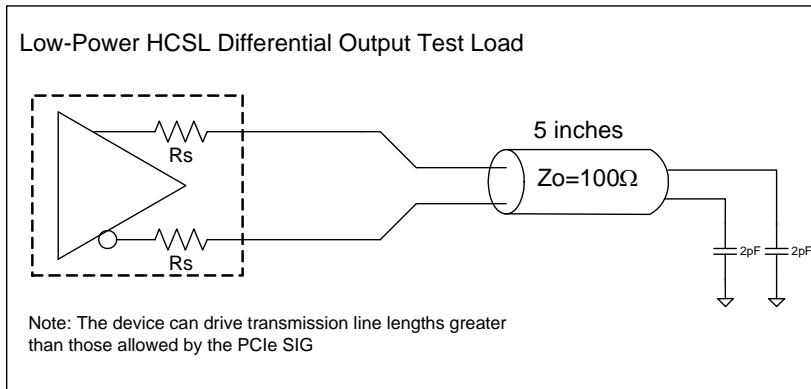 Low-Power HCSL Differential Output Test Load
Rs
Rs
5 inches
Zo=100Ω
2pF
2pF
Note: The device can drive transmission line lengths greater
than those allowed by the PCIe SIG